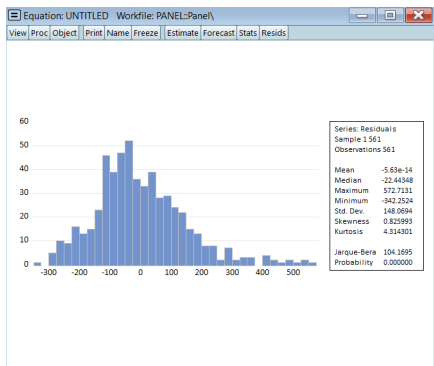 Equation: UNTITLED Workfile: PANEL::Panel\
View Proc Object Print Name Freeze Estimate Forecast Stats Resids
60
50
40
30
20
10
0
-300 -200 -100 0 100 200 300 400 500
Series: Residuals
Sample 1 561
Observations 561
Mean -5.63e-14
Median -22.44348
Maximum 572.7131
Minimum -342.2524
Std. Dev. 148.0694
Skewness 0.825993
Kurtosis 4.314301
Jarque-Bera 104.1695
Probability 0.000000